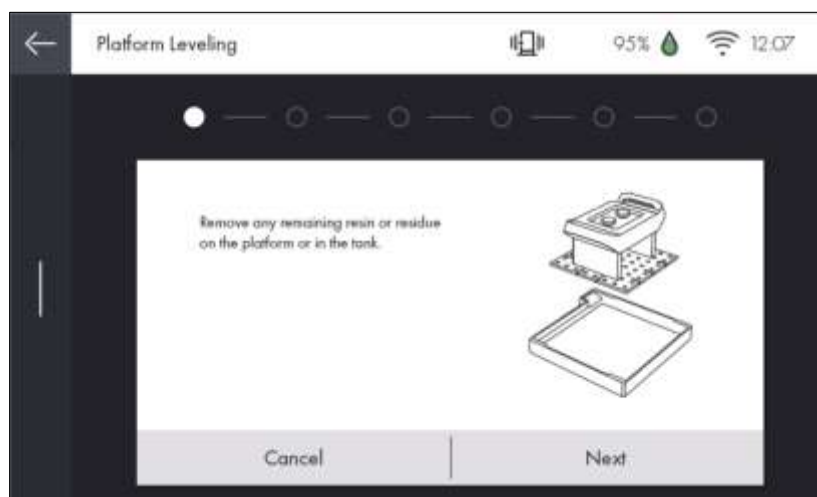 Platform Leveling
95%
12:07
Remove any remaining resin or residue
on the platform or in the tank.
Cancel
Next